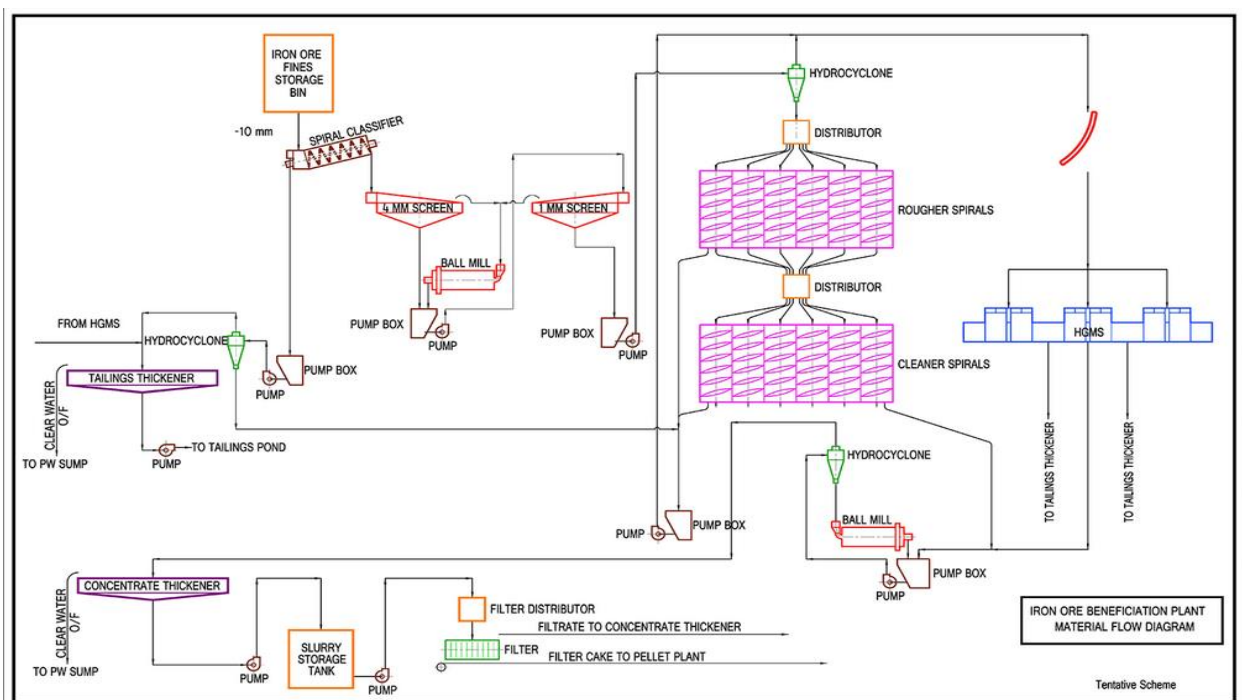 IRON ORE
FINES
STORAGE
BIN
-10 mm
SPIRAL CLASSIFIER
4 MM SCREEN
1 MM SCREEN
BALL MILL
PUMP BOX
PUMP
PUMP BOX
PUMP
HYDROCYCLONE
DISTRIBUTOR
ROUGHER SPIRALS
DISTRIBUTOR
CLEANER SPIRALS
HGMS
TO TAILINGS THICKENER
TO TAILINGS THICKENER
FROM HGMS
HYDROCYCLONE
PUMP BOX
PUMP
TAILINGS THICKENER
CLEAR WATER
O/F
TO PW SUMP
PUMP
TO TAILINGS POND
PUMP
PUMP BOX
HYDROCYCLONE
BALL MILL
PUMP BOX
PUMP
CONCENTRATE THICKENER
CLEAR WATER
O/F
TO PW SUMP
PUMP
SLURRY
STORAGE
TANK
PUMP
FILTER DISTRIBUTOR
FILTRATE TO CONCENTRATE THICKENER
FILTER
FILTER CAKE TO PELLET PLANT
IRON ORE BENEFICIATION PLANT
MATERIAL FLOW DIAGRAM
Tentative Scheme